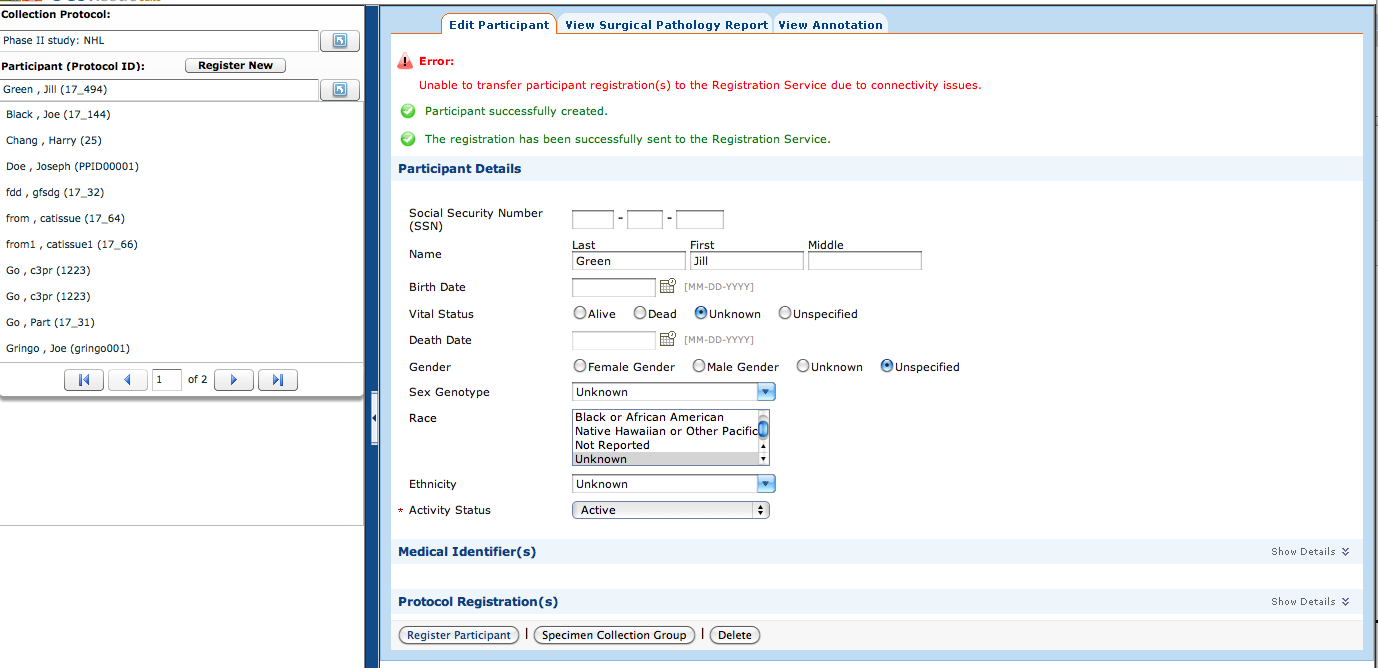 Collection Protocol:
Phase II study: NHL
Participant (Protocol ID):
Register New
Green , Jill (17_494)
Black , Joe (17_144)
Chang , Harry (25)
Doe , Joseph (PPID00001)
fdd , gfsdg (17_32)
from , catissue (17_64)
from1 , catissue1 (17_66)
Go , c3pr (1223)
Go , c3pr (1223)
Go , Part (17_31)
Gringo , Joe (gringo001)
1 of 2
Edit Participant View Surgical Pathology Report View Annotation
Error:
Unable to transfer participant registration(s) to the Registration Service due to connectivity issues.
Participant successfully created.
The registration has been successfully sent to the Registration Service.
Participant Details
Social Security Number
(SSN)
- -
Last First Middle
Name
Green Jill
Birth Date [MM-DD-YYYY]
Vital Status Alive Dead Unknown Unspecified
Death Date [MM-DD-YYYY]
Gender Female Gender Male Gender Unknown Unspecified
Sex Genotype Unknown
Race
Black or African American
Native Hawaiian or Other Pacific
Not Reported
Unknown
Ethnicity Unknown
* Activity Status Active
Medical Identifier(s) Show Details
Protocol Registration(s) Show Details
Register Participant | Specimen Collection Group | Delete